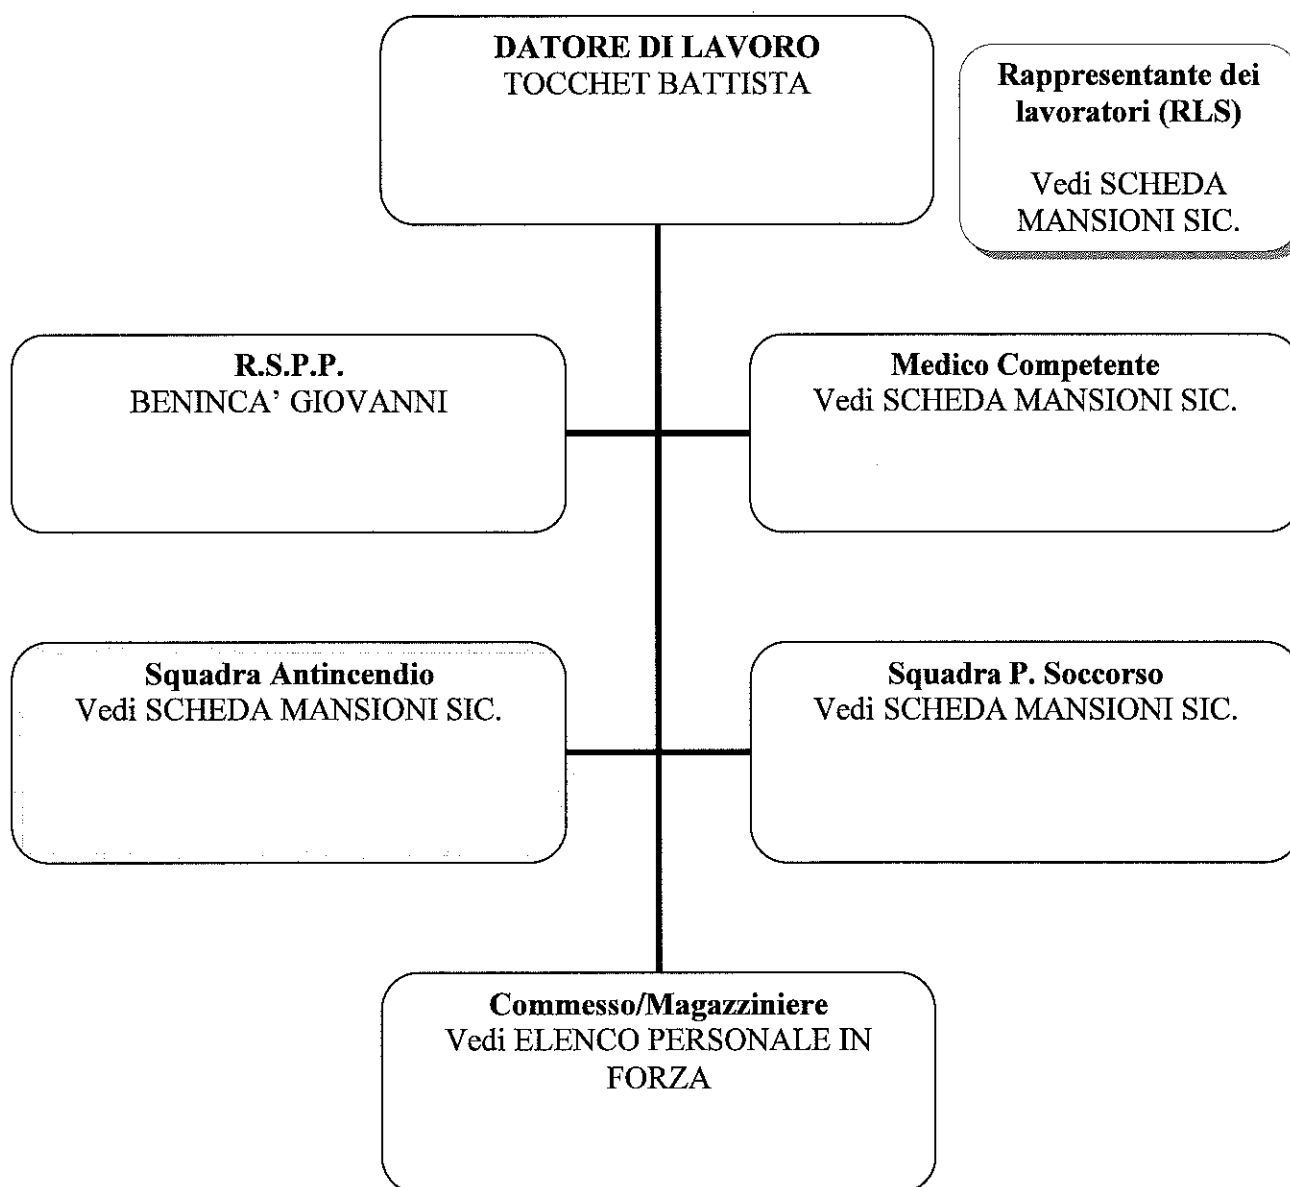 DATORE DI LAVORO
TOCCHET BATTISTA
Rappresentante dei
lavoratori (RLS)
Vedi SCHEDA
MANSIONI SIC.
R.S.P.P.
BENINCA’ GIOVANNI
Medico Competente
Vedi SCHEDA MANSIONI SIC.
Squadra Antincendio
Vedi SCHEDA MANSIONI SIC.
Squadra P. Soccorso
Vedi SCHEDA MANSIONI SIC.
Commesso/Magazziniere
Vedi ELENCO PERSONALE IN
FORZA